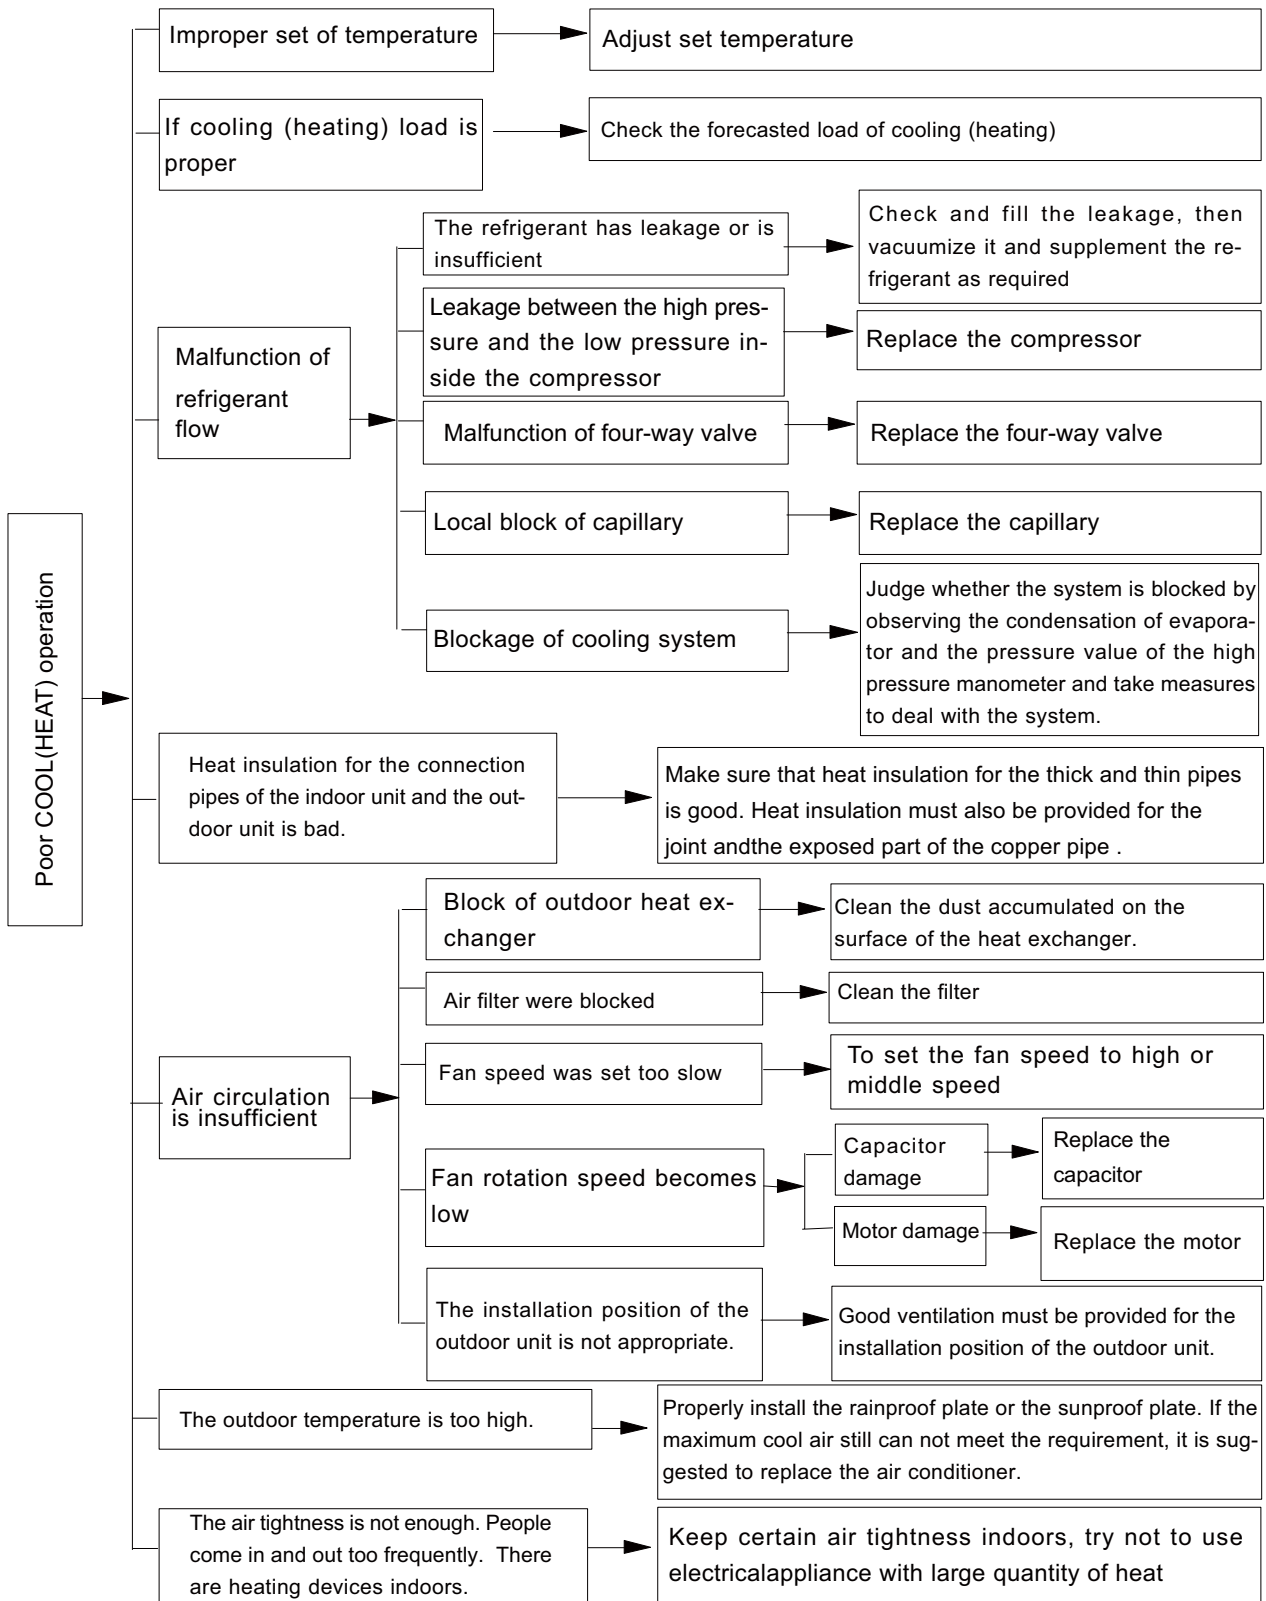 Poor COOL(HEAT) operation
Improper set of temperature
Adjust set temperature
If cooling (heating) load is
proper
Check the forecasted load of cooling (heating)
Malfunction of
refrigerant
flow
The refrigerant has leakage or is
insufficient
Check and fill the leakage, then
vacuumize it and supplement the re-
frigerant as required
Leakage between the high pres-
sure and the low pressure in-
side the compressor
Replace the compressor
Malfunction of four-way valve
Replace the four-way valve
Local block of capillary
Replace the capillary
Blockage of cooling system
Judge whether the system is blocked by
observing the condensation of evapora-
tor and the pressure value of the high
pressure manometer and take measures
to deal with the system.
Heat insulation for the connection
pipes of the indoor unit and the out-
door unit is bad.
Make sure that heat insulation for the thick and thin pipes
is good. Heat insulation must also be provided for the
joint andthe exposed part of the copper pipe .
Air circulation
is insufficient
Block of outdoor heat ex-
changer
Clean the dust accumulated on the
surface of the heat exchanger.
Air filter were blocked
Clean the filter
Fan speed was set too slow
To set the fan speed to high or
middle speed
Fan rotation speed becomes
low
Capacitor
damage
Replace the
capacitor
Motor damage
Replace the motor
The installation position of the
outdoor unit is not appropriate.
Good ventilation must be provided for the
installation position of the outdoor unit.
The outdoor temperature is too high.
Properly install the rainproof plate or the sunproof plate. If the
maximum cool air still can not meet the requirement, it is sug-
gested to replace the air conditioner.
The air tightness is not enough. People
come in and out too frequently. There
are heating devices indoors.
Keep certain air tightness indoors, try not to use
electricalappliance with large quantity of heat